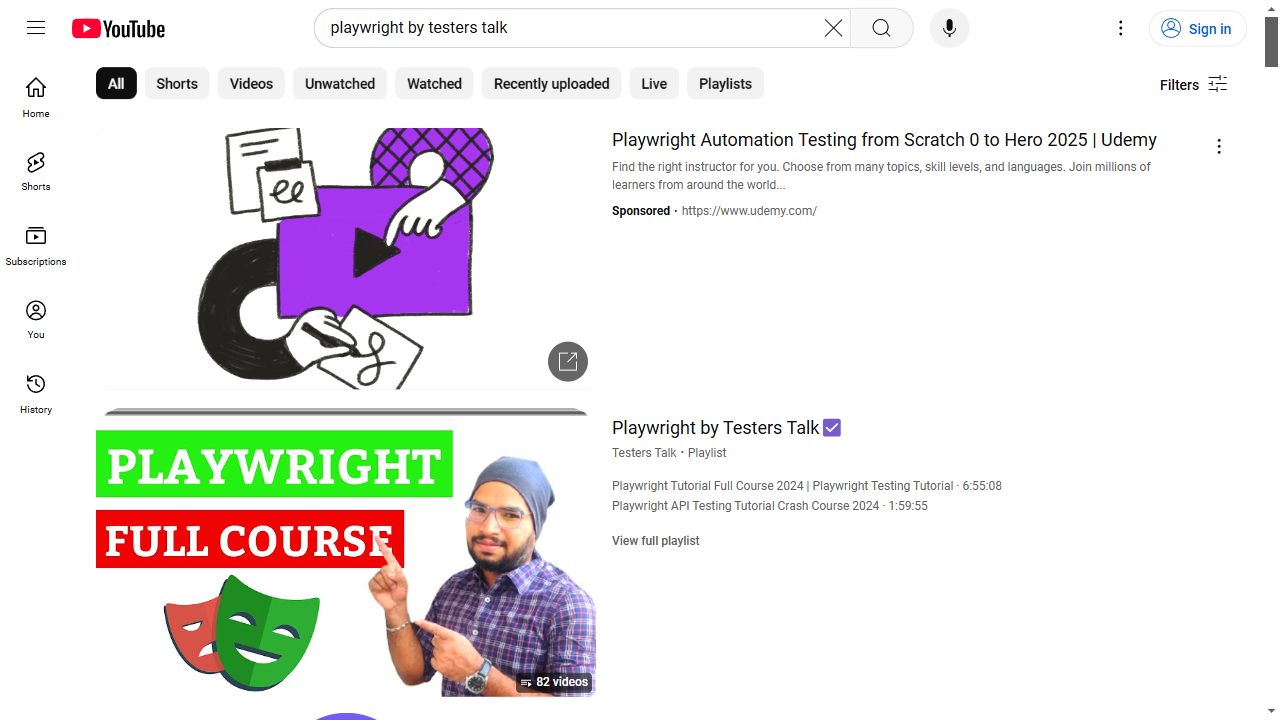 YouTube
playwright by testers talk
Sign in
Home
Shorts
Subscriptions
You
History
All
Shorts
Videos
Unwatched
Watched
Recently uploaded
Live
Playlists
Filters
Playwright Automation Testing from Scratch 0 to Hero 2025 | Udemy
Find the right instructor for you. Choose from many topics, skill levels, and languages. Join millions of
learners from around the world...
Sponsored · https://www.udemy.com/
PLAYWRIGHT
FULL COURSE
82 videos
Playwright by Testers Talk☑️
Testers Talk · Playlist
Playwright Tutorial Full Course 2024 | Playwright Testing Tutorial · 6:55:08
Playwright API Testing Tutorial Crash Course 2024 · 1:59:55
View full playlist